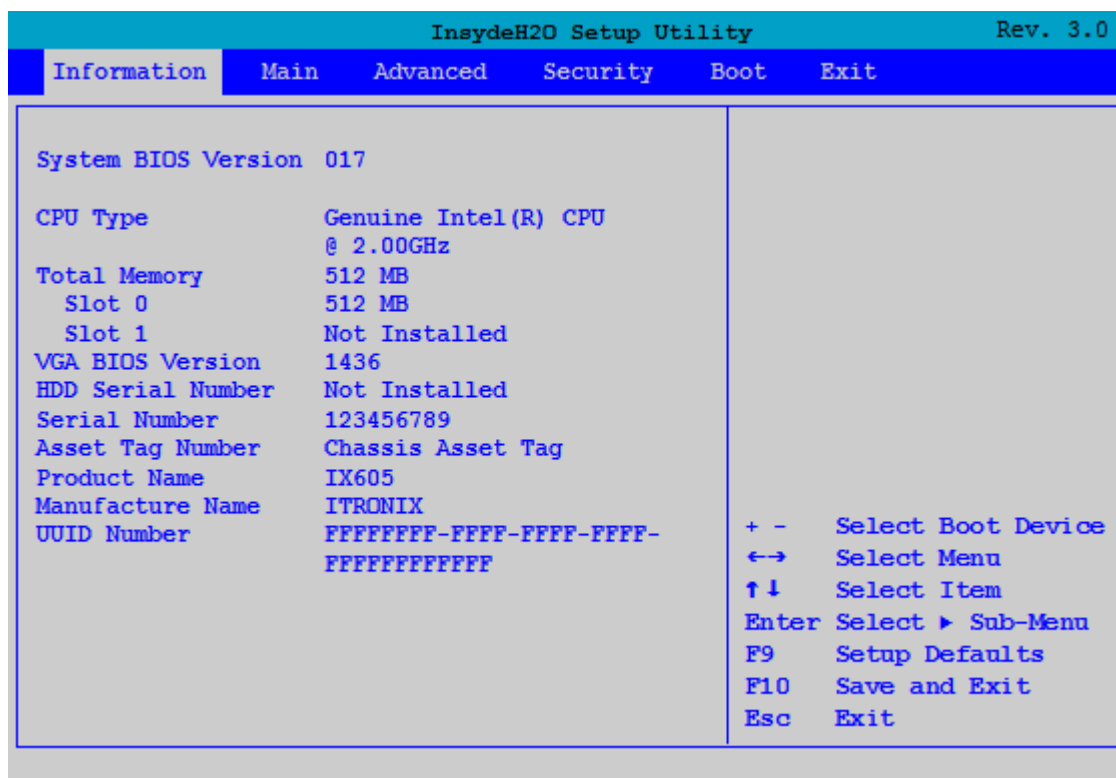 InsydeH2O Setup Utility Rev. 3.0
Information Main Advanced Security Boot Exit
System BIOS Version 017
CPU Type Genuine Intel(R) CPU
@ 2.00GHz
Total Memory 512 MB
Slot 0 512 MB
Slot 1 Not Installed
VGA BIOS Version 1436
HDD Serial Number Not Installed
Serial Number 123456789
Asset Tag Number Chassis Asset Tag
Product Name IX605
Manufacture Name ITRONIX
UUID Number FFFFFFFF-FFFF-FFFF-FFFF-
FFFFFFFFFFFF
+ - Select Boot Device
←→ Select Menu
↑↓ Select Item
Enter Select ▶ Sub-Menu
F9 Setup Defaults
F10 Save and Exit
Esc Exit